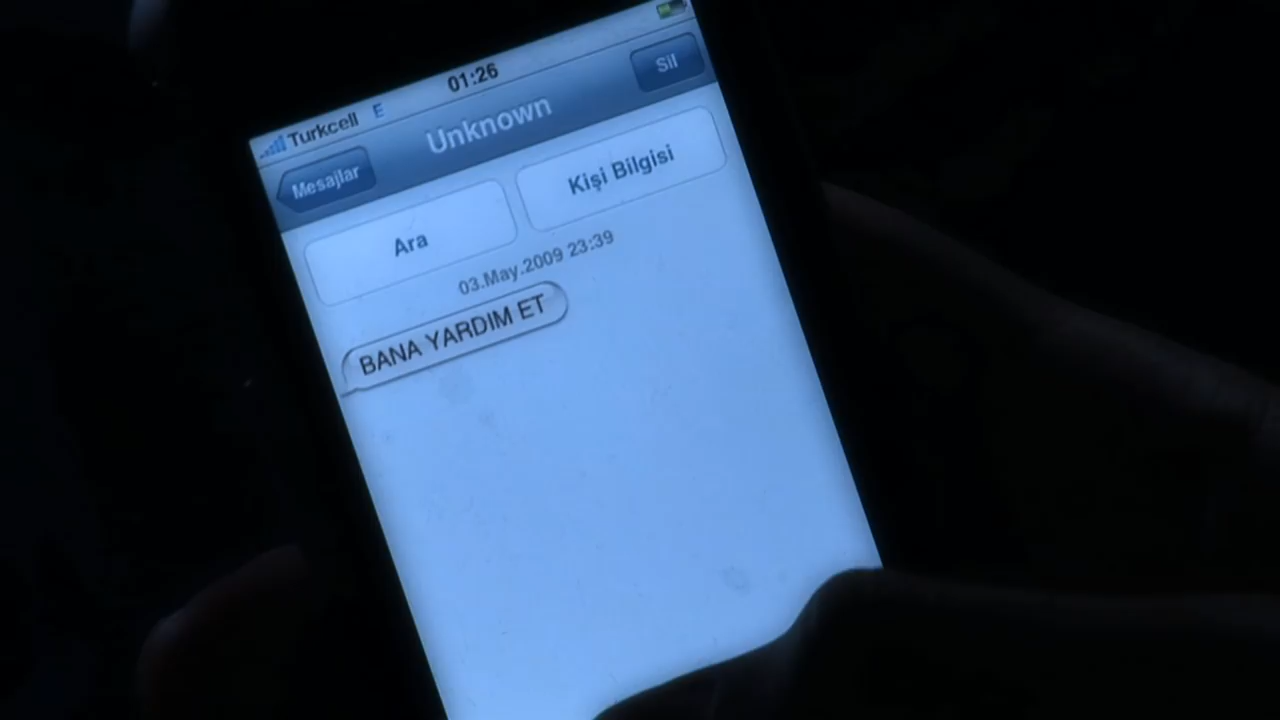 Turkcell E 01:26
Mesajlar Unknown Sil
Ara Kişi Bilgisi
03.May.2009 23:39
BANA YARDIM ET